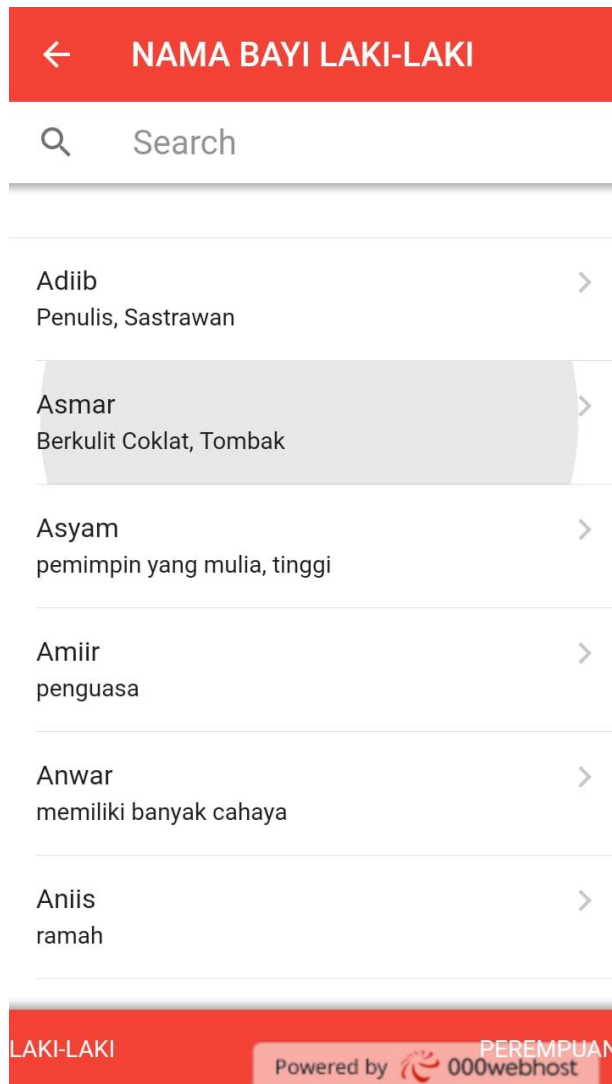 NAMA BAYI LAKI-LAKI
Search
Adiib
Penulis, Sastrawan
Asmar
Berkulit Coklat, Tombak
Asyam
pemimpin yang mulia, tinggi
Amiir
penguasa
Anwar
memiliki banyak cahaya
Aniis
ramah
LAKI-LAKI
PEREMPUAN
Powered by 000webhost